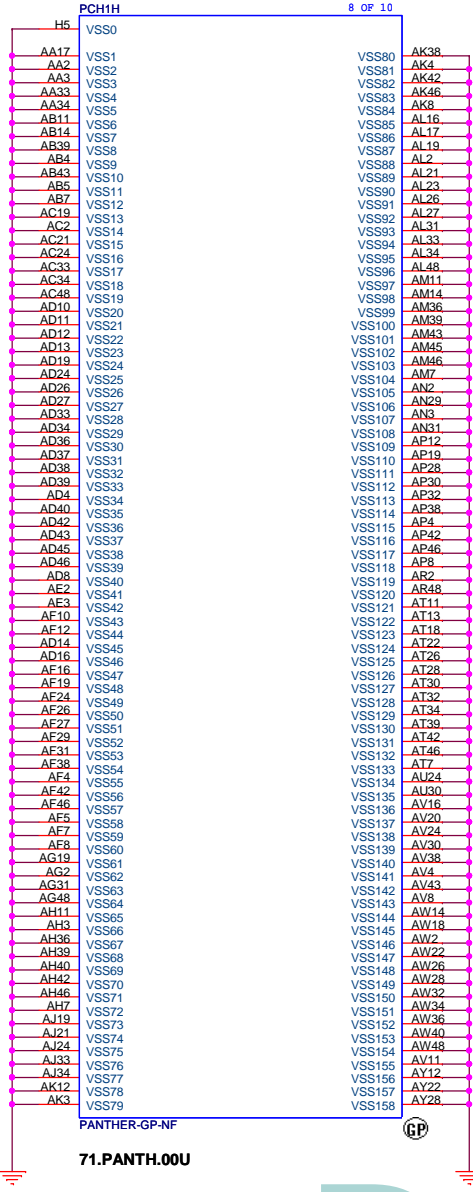 PCH1H 8 OF 10
H5 VSS0
AA17 VSS1 VSS80 AK38
AA2 VSS2 VSS81 AK4
AA3 VSS3 VSS82 AK42
AA33 VSS4 VSS83 AK46
AA34 VSS5 VSS84 AK8
AB11 VSS6 VSS85 AL16
AB14 VSS7 VSS86 AL17
AB39 VSS8 VSS87 AL19
AB4 VSS9 VSS88 AL2
AB43 VSS10 VSS89 AL21
AB5 VSS11 VSS90 AL23
AB7 VSS12 VSS91 AL26
AC19 VSS13 VSS92 AL27
AC2 VSS14 VSS93 AL31
AC21 VSS15 VSS94 AL33
AC24 VSS16 VSS95 AL34
AC33 VSS17 VSS96 AL48
AC34 VSS18 VSS97 AM11
AC48 VSS19 VSS98 AM14
AD10 VSS20 VSS99 AM36
AD11 VSS21 VSS100 AM39
AD12 VSS22 VSS101 AM43
AD13 VSS23 VSS102 AM45
AD19 VSS24 VSS103 AM46
AD24 VSS25 VSS104 AM7
AD26 VSS26 VSS105 AN2
AD27 VSS27 VSS106 AN29
AD33 VSS28 VSS107 AN3
AD34 VSS29 VSS108 AN31
AD36 VSS30 VSS109 AP12
AD37 VSS31 VSS110 AP19
AD38 VSS32 VSS111 AP28
AD39 VSS33 VSS112 AP30
AD4 VSS34 VSS113 AP32
AD40 VSS35 VSS114 AP38
AD42 VSS36 VSS115 AP4
AD43 VSS37 VSS116 AP42
AD45 VSS38 VSS117 AP46
AD46 VSS39 VSS118 AP8
AD8 VSS40 VSS119 AR2
AE2 VSS41 VSS120 AR48
AE3 VSS42 VSS121 AT11
AF10 VSS43 VSS122 AT13
AF12 VSS44 VSS123 AT18
AD14 VSS45 VSS124 AT22
AD16 VSS46 VSS125 AT26
AF16 VSS47 VSS126 AT28
AF19 VSS48 VSS127 AT30
AF24 VSS49 VSS128 AT32
AF26 VSS50 VSS129 AT34
AF27 VSS51 VSS130 AT39
AF29 VSS52 VSS131 AT42
AF31 VSS53 VSS132 AT46
AF38 VSS54 VSS133 AT7
AF4 VSS55 VSS134 AU24
AF42 VSS56 VSS135 AU30
AF46 VSS57 VSS136 AV16
AF5 VSS58 VSS137 AV20
AF7 VSS59 VSS138 AV24
AF8 VSS60 VSS139 AV30
AG19 VSS61 VSS140 AV38
AG2 VSS62 VSS141 AV4
AG31 VSS63 VSS142 AV43
AG48 VSS64 VSS143 AV8
AH11 VSS65 VSS144 AW14
AH3 VSS66 VSS145 AW18
AH36 VSS67 VSS146 AW2
AH39 VSS68 VSS147 AW22
AH40 VSS69 VSS148 AW26
AH42 VSS70 VSS149 AW28
AH46 VSS71 VSS150 AW32
AH7 VSS72 VSS151 AW34
AJ19 VSS73 VSS152 AW36
AJ21 VSS74 VSS153 AW40
AJ24 VSS75 VSS154 AW48
AJ33 VSS76 VSS155 AV11
AJ34 VSS77 VSS156 AY12
AK12 VSS78 VSS157 AY22
AK3 VSS79 VSS158 AY28
PANTHER-GP-NF GP
71.PANTH.00U